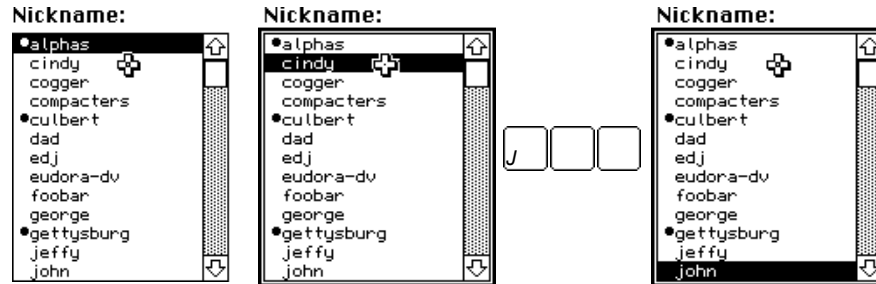 Nickname:
•alphas
cindy
cogger
compacters
•culbert
dad
edj
eudora-dv
foobar
george
•gettysburg
jeffy
john
Nickname:
•alphas
cindy
cogger
compacters
•culbert
dad
edj
eudora-dv
foobar
george
•gettysburg
jeffy
john
J
Nickname:
•alphas
cindy
cogger
compacters
•culbert
dad
edj
eudora-dv
foobar
george
•gettysburg
jeffy
john